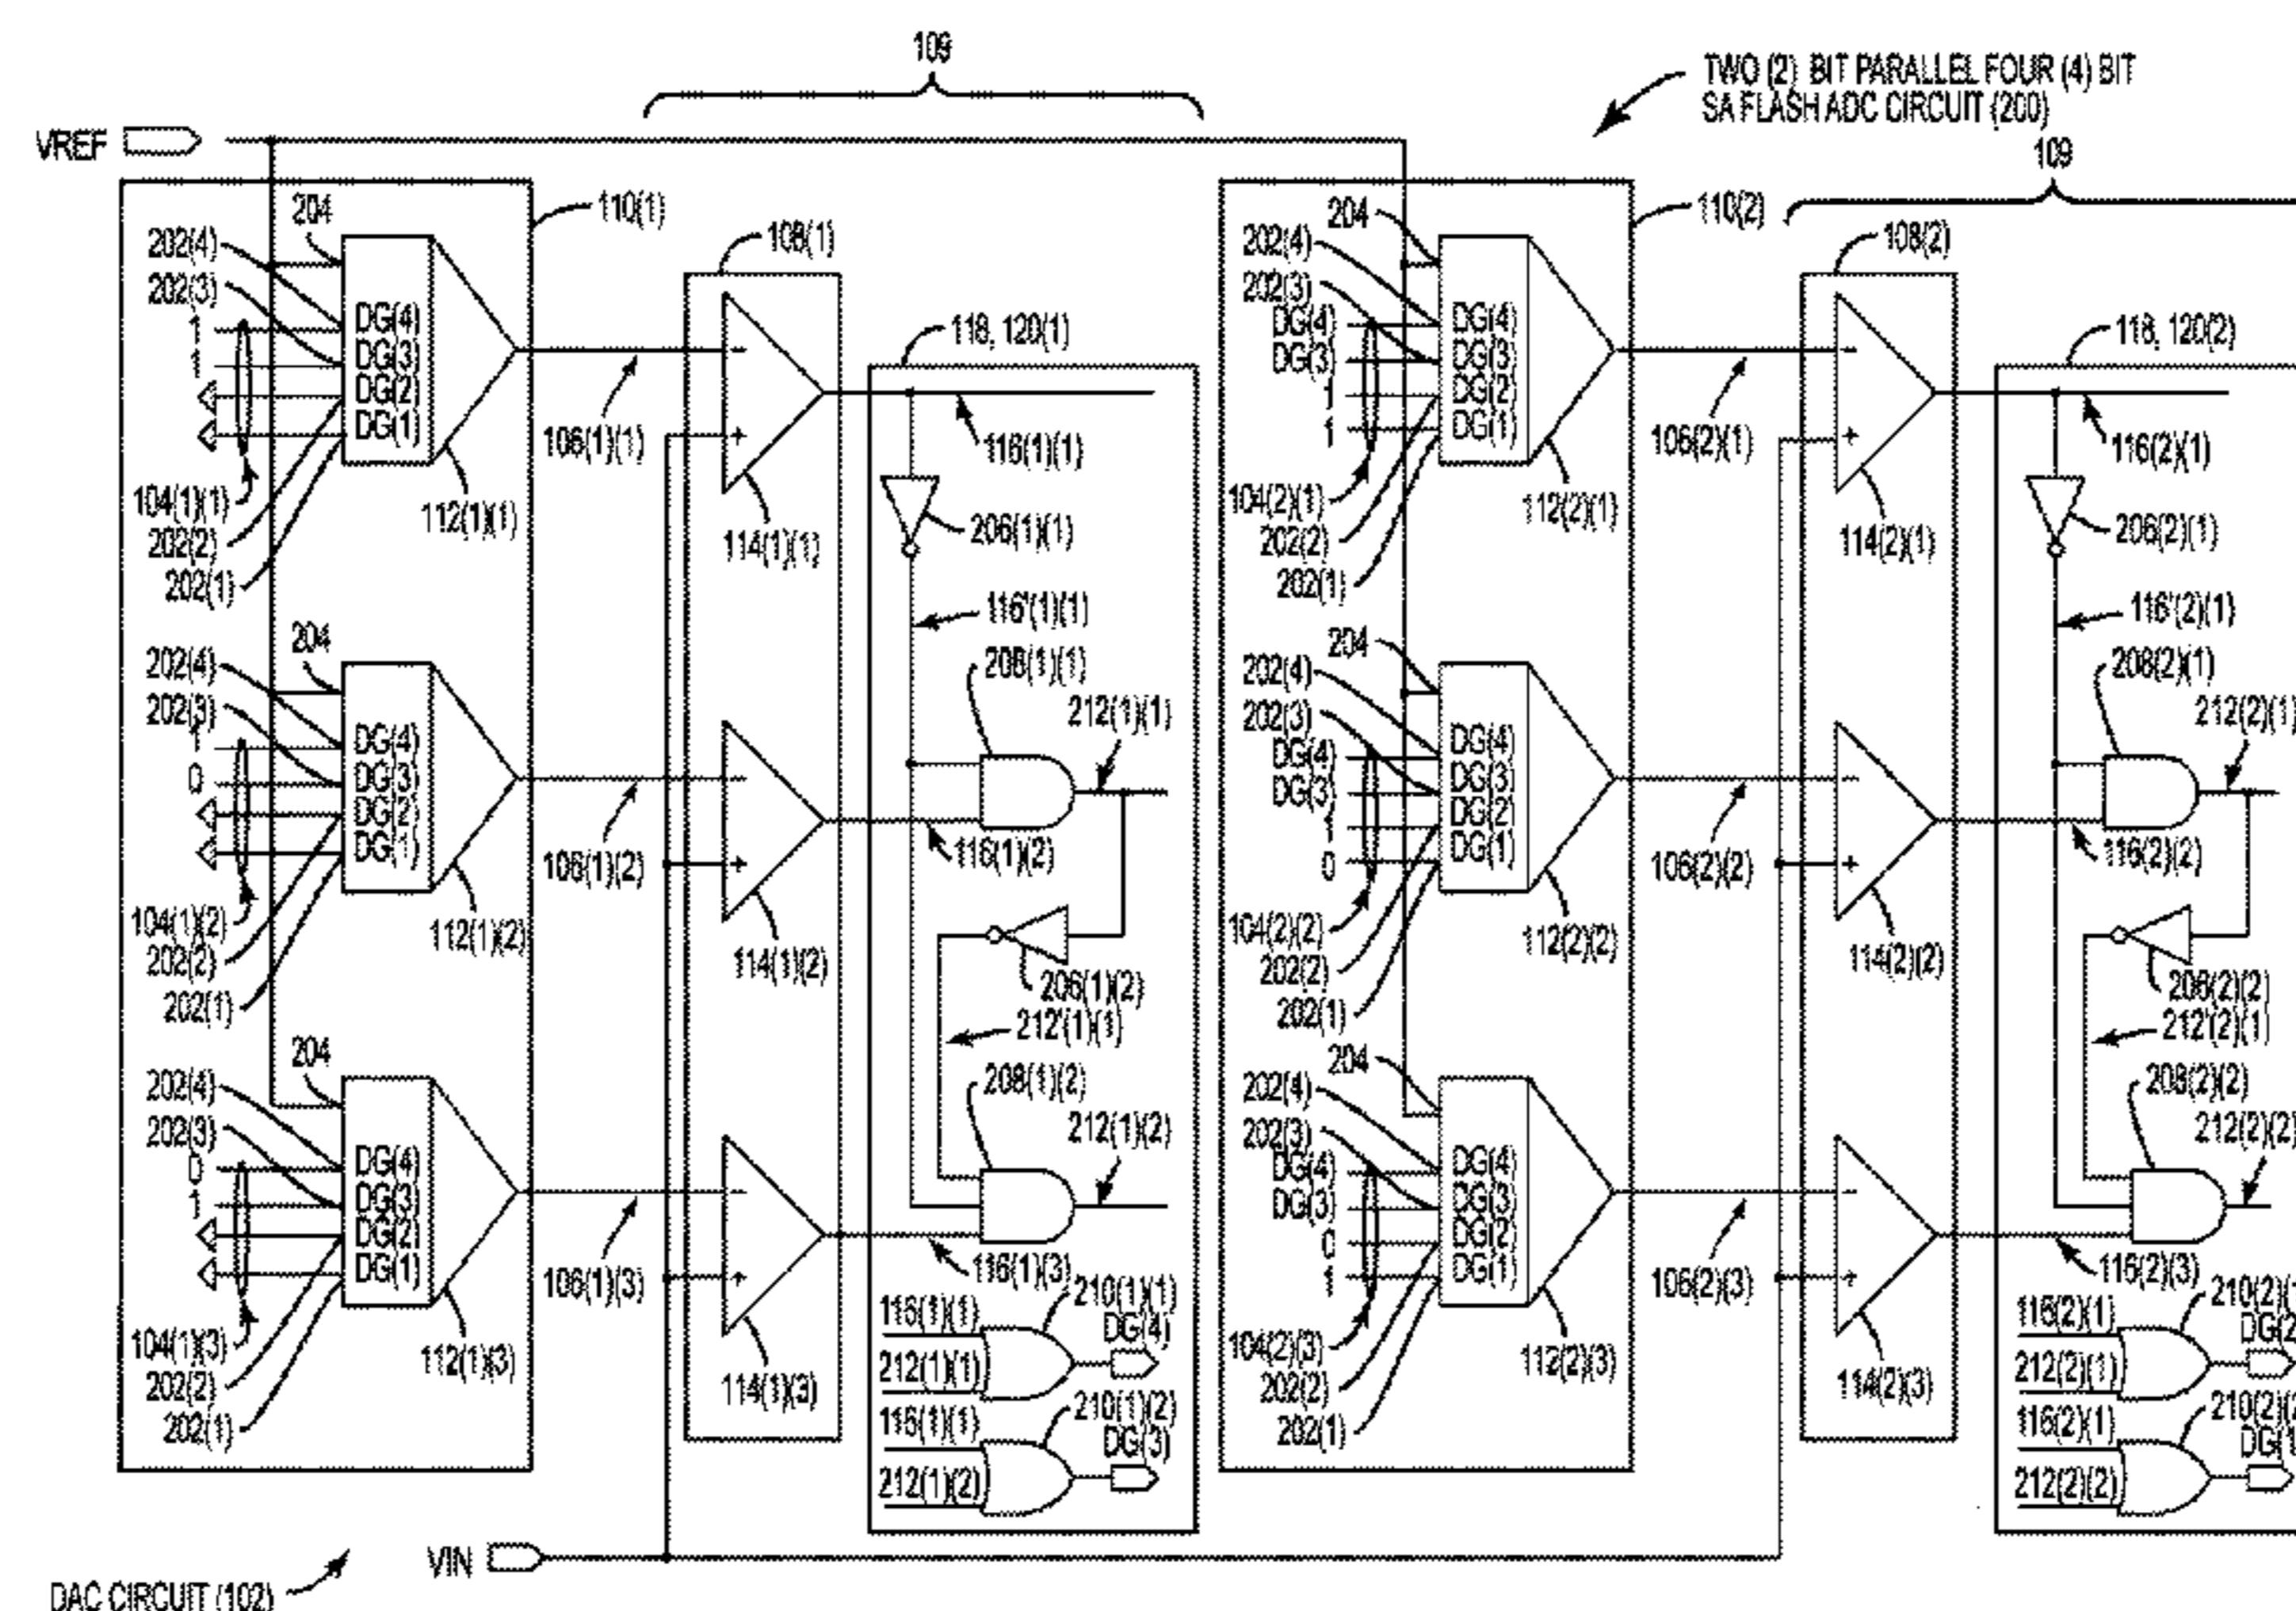 109
TWO (2) BIT PARALLEL FOUR (4) BIT
SA FLASH ADC CIRCUIT (200)
109
VREF
204
110(1)
202(4)
108(1)
202(3)
1
DG(4)
1
DG(3)
DG(2)
DG(1)
118, 120(1)
106(1)(1)
116(1)(1)
104(1)(1)
112(1)(1)
202(2)
114(1)(1)
206(1)(1)
202(1)
116'(1)(1)
204
202(4)
208(1)(1)
202(3)
212(1)(1)
1
DG(4)
0
DG(3)
DG(2)
DG(1)
106(1)(2)
116(1)(2)
104(1)(2)
112(1)(2)
202(2)
114(1)(2)
206(1)(2)
202(1)
212'(1)(1)
204
202(4)
208(1)(2)
202(3)
212(1)(2)
0
DG(4)
1
DG(3)
DG(2)
DG(1)
106(1)(3)
116(1)(3)
104(1)(3)
112(1)(3)
202(2)
114(1)(3)
202(1)
116(1)(1)
210(1)(1)
DG(4)
212(1)(1)
116(1)(1)
210(1)(2)
DG(3)
212(1)(2)
204
110(2)
202(4)
108(2)
202(3)
DG(4)
DG(4)
DG(3)
DG(3)
1
DG(2)
1
DG(1)
118, 120(2)
106(2)(1)
116(2)(1)
104(2)(1)
112(2)(1)
202(2)
114(2)(1)
206(2)(1)
202(1)
116'(2)(1)
204
202(4)
208(2)(1)
202(3)
212(2)(1)
DG(4)
DG(4)
DG(3)
DG(3)
1
DG(2)
0
DG(1)
106(2)(2)
116(2)(2)
104(2)(2)
112(2)(2)
202(2)
114(2)(2)
206(2)(2)
202(1)
212'(2)(1)
204
202(4)
208(2)(2)
202(3)
212(2)(2)
DG(4)
DG(4)
DG(3)
DG(3)
0
DG(2)
1
DG(1)
106(2)(3)
116(2)(3)
104(2)(3)
112(2)(3)
202(2)
114(2)(3)
202(1)
116(2)(1)
212(2)(1)
116(2)(1)
212(2)(2)
VIN
DAC CIRCUIT (102)